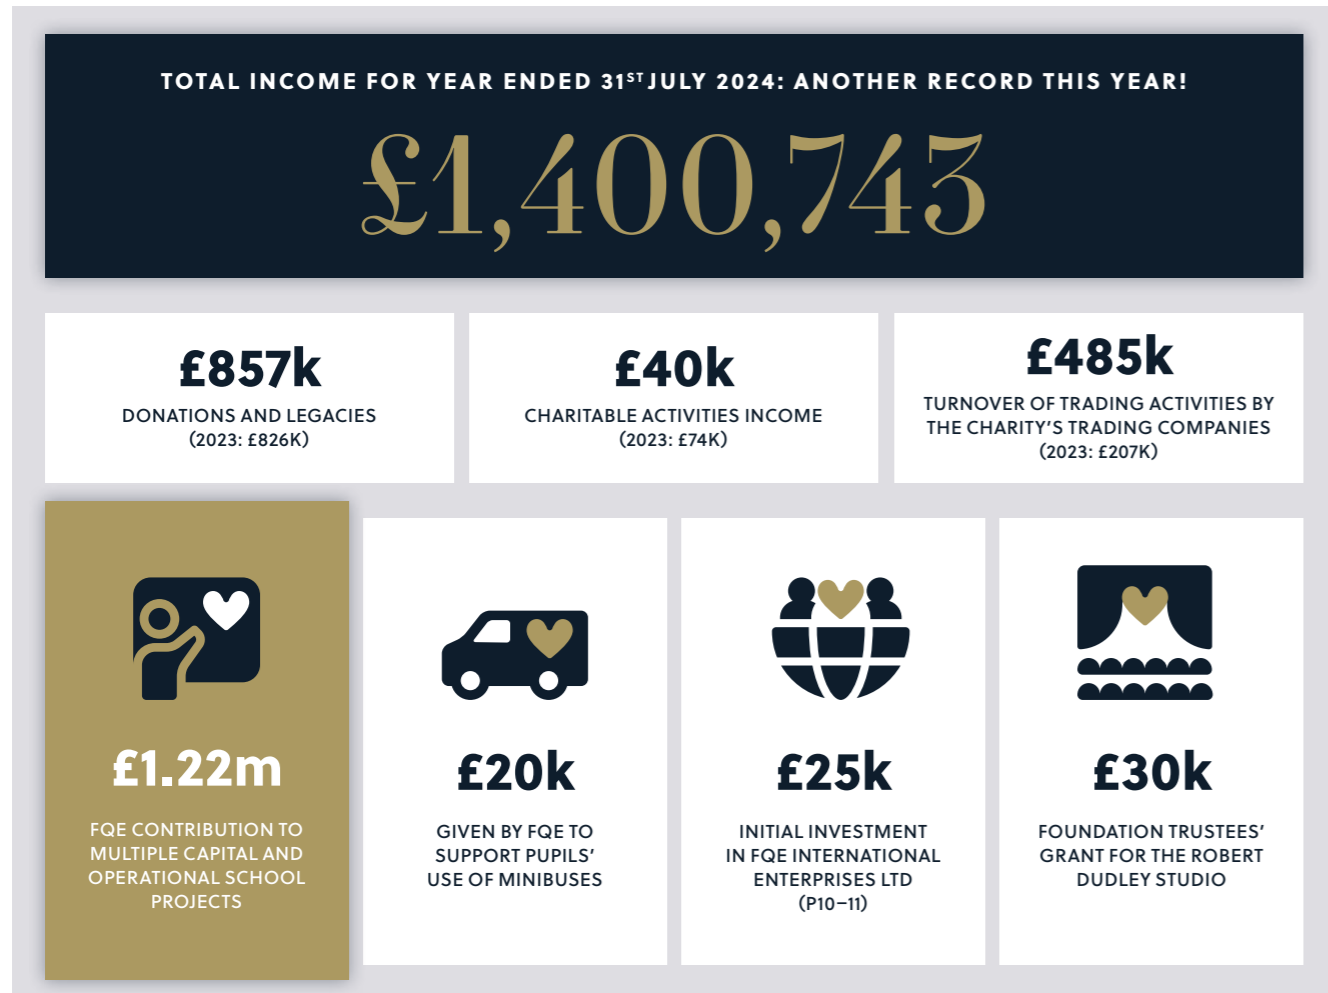 TOTAL INCOME FOR YEAR ENDED 31ST JULY 2024: ANOTHER RECORD THIS YEAR!
£1,400,743
£857k
DONATIONS AND LEGACIES
(2023: £826K)
£40k
CHARITABLE ACTIVITIES INCOME
(2023: £74K)
£485k
TURNOVER OF TRADING ACTIVITIES BY
THE CHARITY'S TRADING COMPANIES
(2023: £207K)
£1.22m
FQE CONTRIBUTION TO
MULTIPLE CAPITAL AND
OPERATIONAL SCHOOL
PROJECTS
£20k
GIVEN BY FQE TO
SUPPORT PUPILS'
USE OF MINIBUSES
£25k
INITIAL INVESTMENT
IN FQE INTERNATIONAL
ENTERPRISES LTD
(P10–11)
£30k
FOUNDATION TRUSTEES'
GRANT FOR THE ROBERT
DUDLEY STUDIO